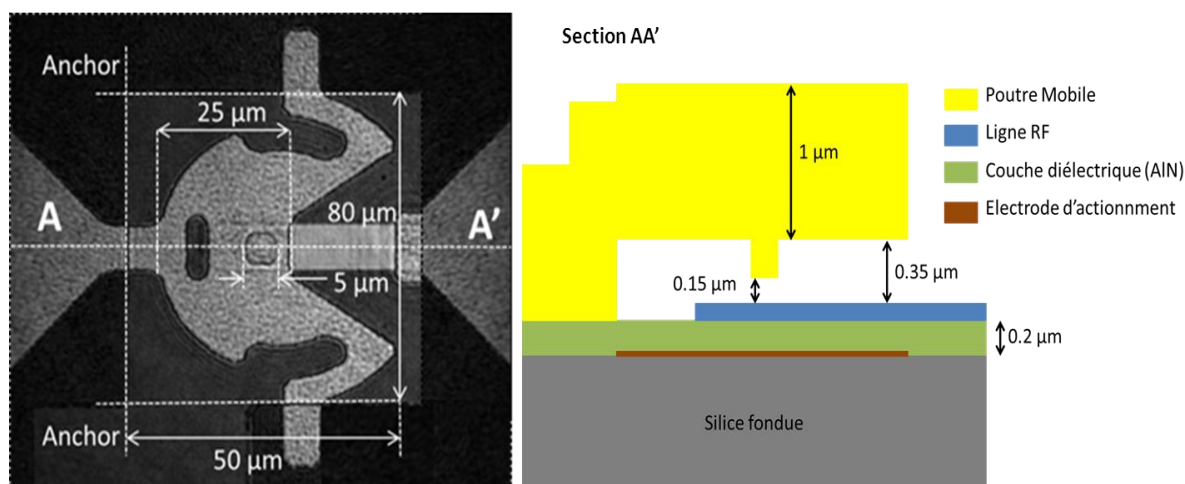 Anchor
25 µm
A
80 µm
A'
5 µm
Anchor
50 µm
Section AA'
1 µm
0.15 µm
0.35 µm
0.2 µm
Silice fondue
Poutre Mobile
Ligne RF
Couche diélectrique (AlN)
Electrode d'actionnment